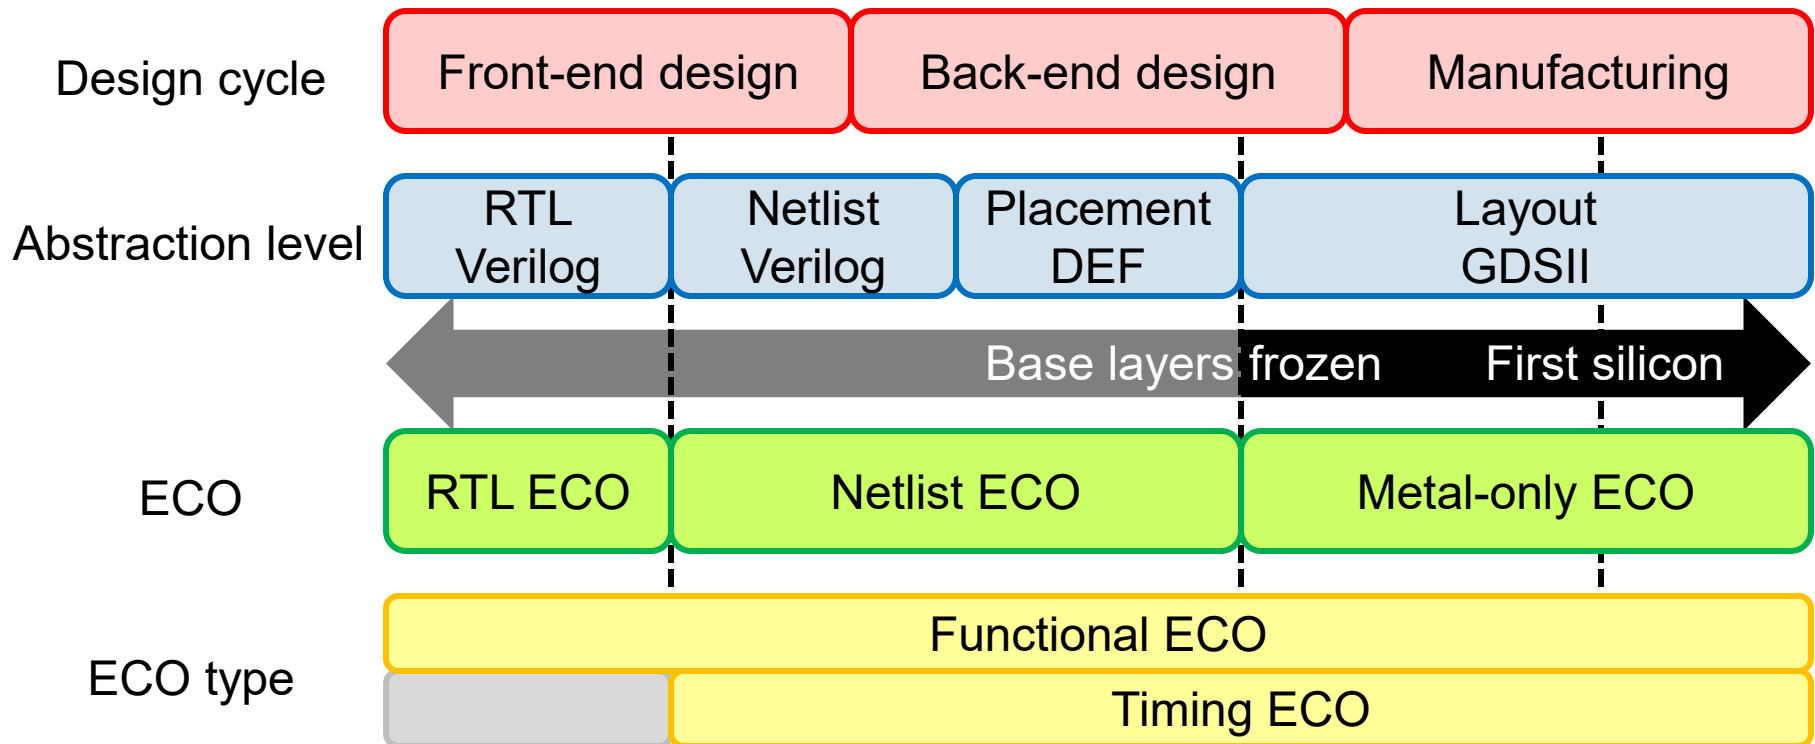 Design cycle
Front-end design
Back-end design
Manufacturing
Abstraction level
RTL
Verilog
Netlist
Verilog
Placement
DEF
Layout
GDSII
Base layers frozen
First silicon
ECO
RTL ECO
Netlist ECO
Metal-only ECO
ECO type
Functional ECO
Timing ECO